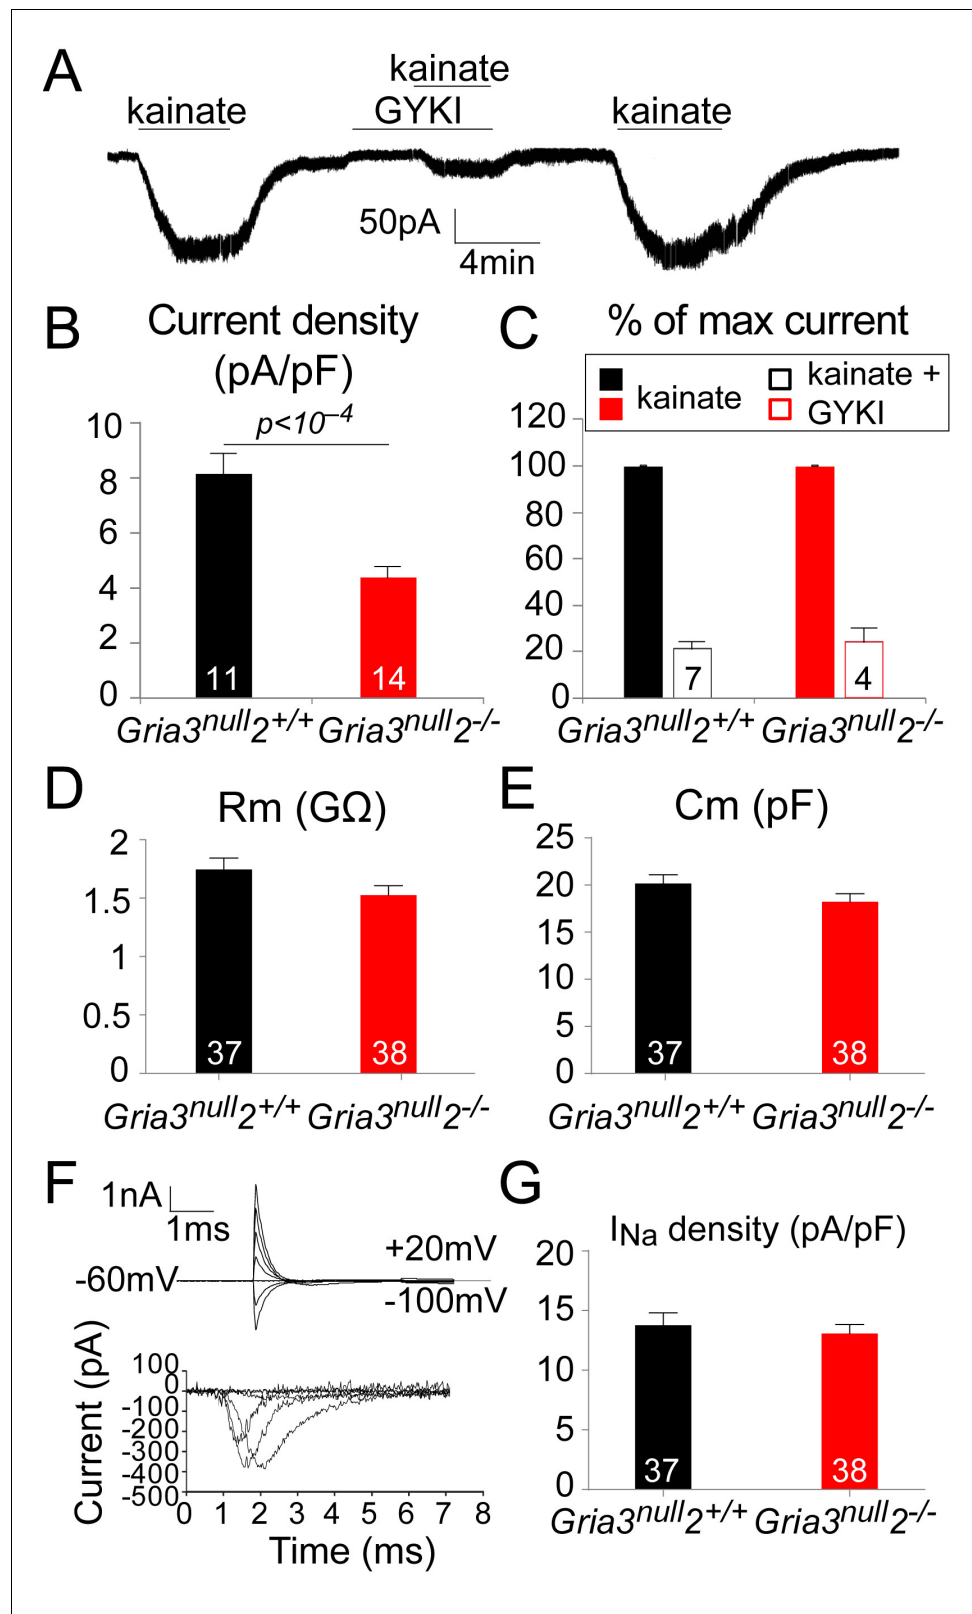 A
kainate
kainate
GYKI
kainate
50pA
4min
B
Current density
(pA/pF)
p<10⁻⁴
10
8
6
4
2
0
11
14
Gria3null2+/+
Gria3null2-/-
C
% of max current
kainate
kainate +
GYKI
120
100
80
60
40
20
0
7
4
Gria3null2+/+
Gria3null2-/-
D
Rm (GΩ)
2
1.5
1
0.5
0
37
38
Gria3null2+/+
Gria3null2-/-
E
Cm (pF)
25
20
15
10
5
0
37
38
Gria3null2+/+
Gria3null2-/-
F
1nA
1ms
+20mV
-60mV
-100mV
Current (pA)
100
0
-100
-200
-300
-400
-500
0 1 2 3 4 5 6 7 8
Time (ms)
G
INa density (pA/pF)
20
15
10
5
0
37
38
Gria3null2+/+
Gria3null2-/-